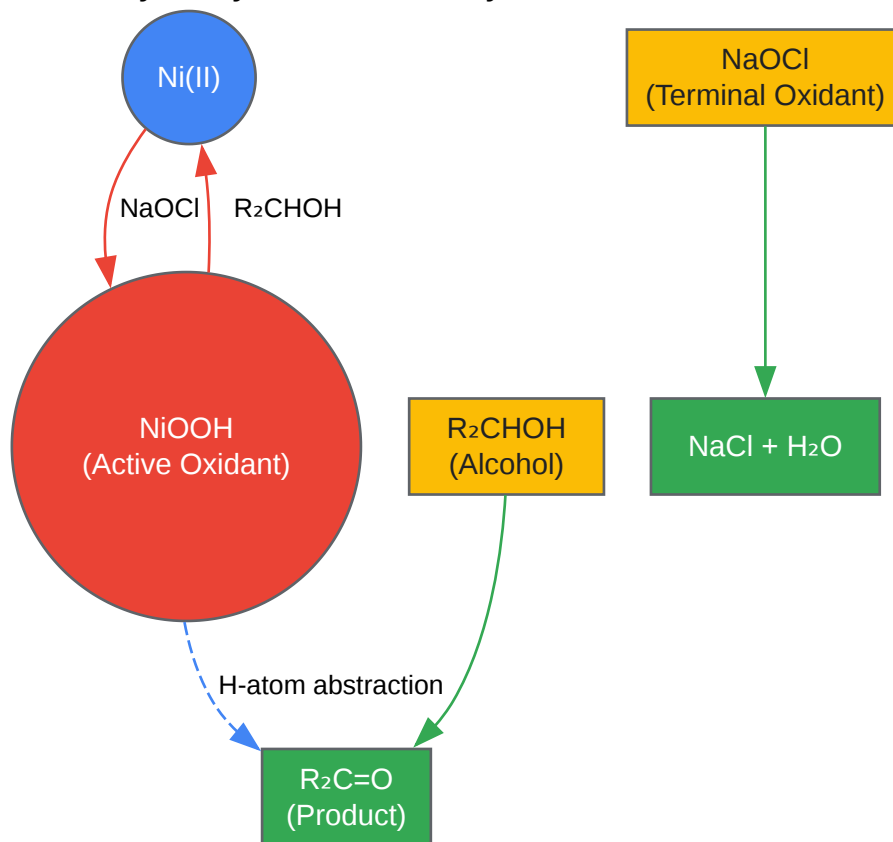 Ni(II)
NaOCl
(Terminal Oxidant)
NaOCl
R₂CHOH
NiOOH
(Active Oxidant)
R₂CHOH
(Alcohol)
NaCl + H₂O
H-atom abstraction
R₂C=O
(Product)